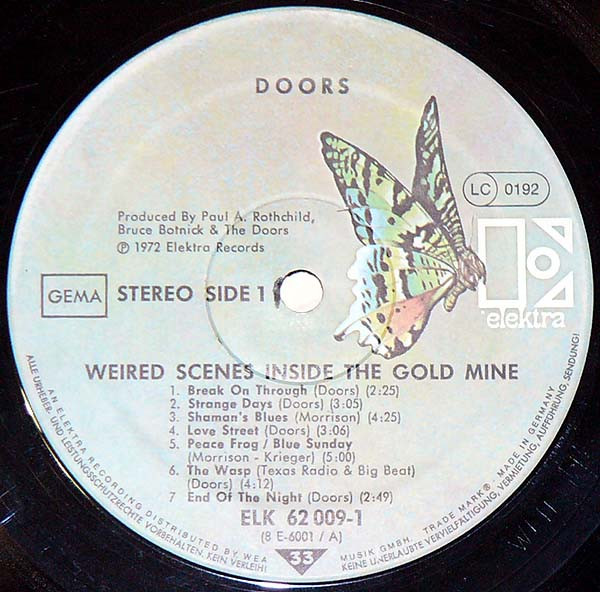 DOORS
LC 0192
Produced By Paul A. Rothchild,
Bruce Botnick & The Doors
℗ 1972 Elektra Records
elektra
GEMA STEREO SIDE 1
WEIRED SCENES INSIDE THE GOLD MINE
1. Break On Through (Doors) (2:25)
2. Strange Days (Doors) (3:05)
3. Shaman's Blues (Morrison) (4:25)
4. Love Street (Doors) (3:06)
5. Peace Frog / Blue Sunday
(Morrison - Krieger) (5:00)
6. The Wasp (Texas Radio & Big Beat)
(Doors) (4:12)
7 End Of The Night (Doors) (2:49)
ELK 62 009-1
(8 E-6001 / A)
33
AN ELEKTRA RECORDING DISTRIBUTED BY WEA MUSIK GMBH. TRADE MARK® MADE IN GERMANY
ALLE URHEBER- UND LEISTUNGSSCHUTZRECHTE VORBEHALTEN. KEIN VERLEIH! KEINE UNERLAUBTE VERVIELFÄLTIGUNG, VERMIETUNG, AUFFÜHRUNG, SENDUNG!